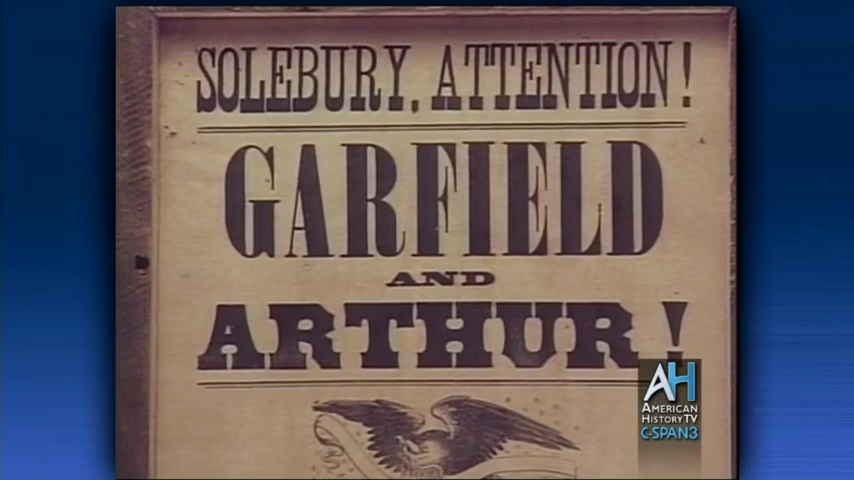 SOLEBURY, ATTENTION!
GARFIELD
AND
ARTHUR!
AH
AMERICAN
HISTORY TV
C-SPAN3